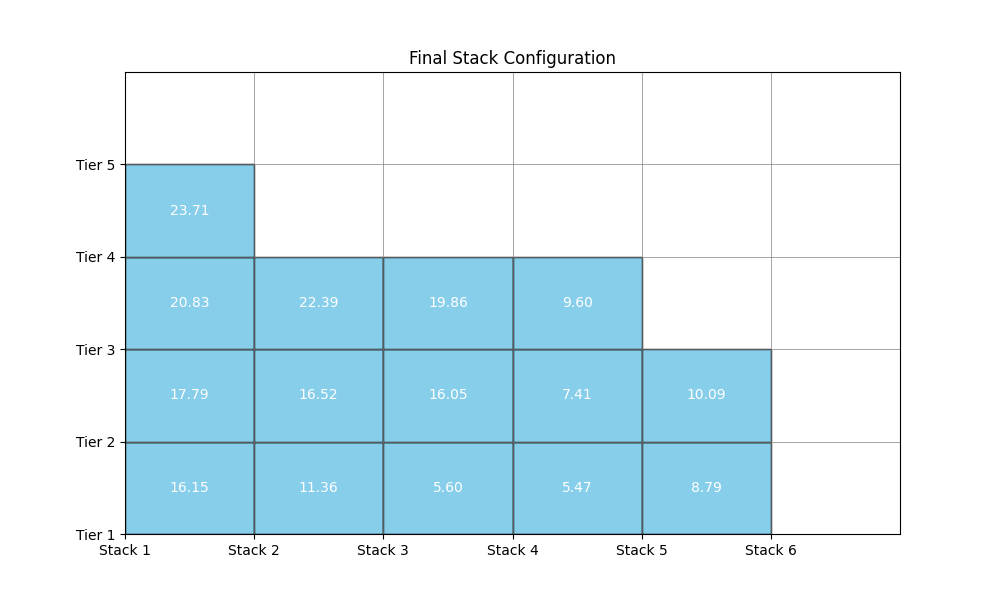 Final Stack Configuration
Tier 5
23.71
Tier 4
20.83 22.39 19.86 9.60
Tier 3
17.79 16.52 16.05 7.41 10.09
Tier 2
16.15 11.36 5.60 5.47 8.79
Tier 1
Stack 1 Stack 2 Stack 3 Stack 4 Stack 5 Stack 6